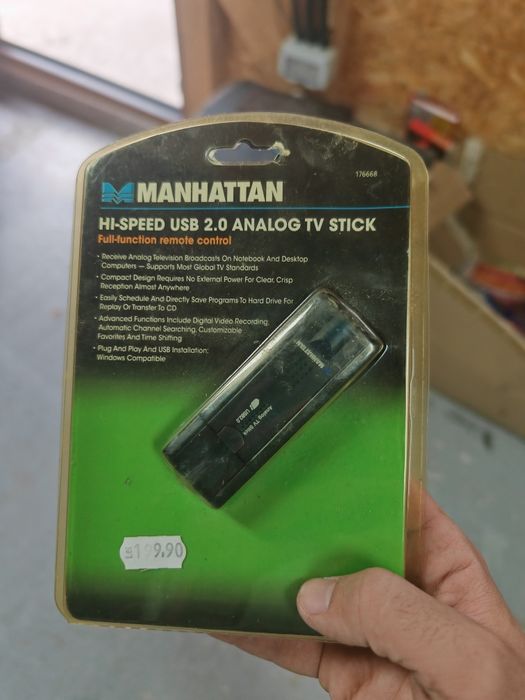 176668
MANHATTAN
HI-SPEED USB 2.0 ANALOG TV STICK
Full-function remote control
• Receive Analog Television Broadcasts On Notebook And Desktop
Computers — Supports Most Global TV Standards
• Compact Design Requires No External Power For Clear, Crisp
Reception Almost Anywhere
• Easily Schedule And Directly Save Programs To Hard Drive For
Replay Or Transfer To CD
• Advanced Functions Include Digital Video Recording,
Automatic Channel Searching, Customizable
Favorites And Time Shifting
• Plug And Play And USB Installation;
Windows Compatible
MANHATTAN
Analog TV Stick
USB2.0
199.90